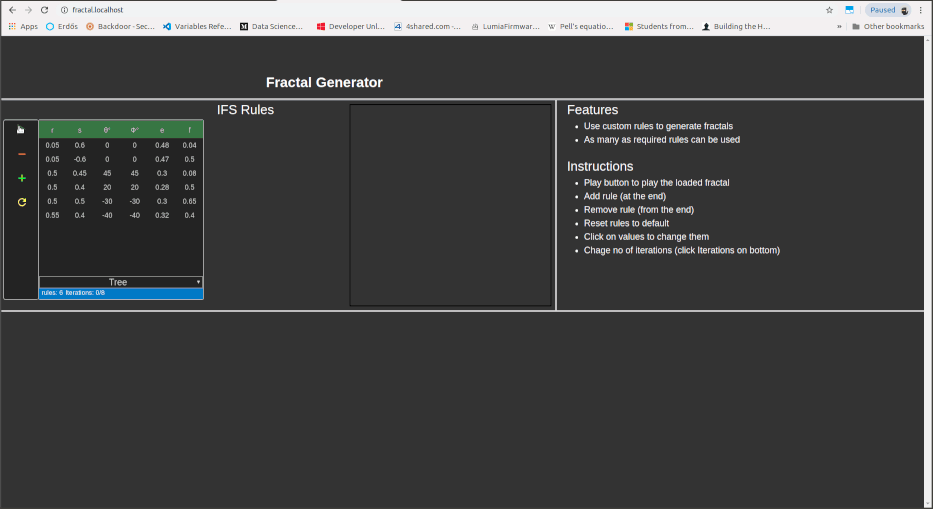 fractal.localhost
Paused
Apps Erdős Backdoor - Sec... Variables Refe... Data Science... Developer Unl... 4shared.com -... LumiaFirmwar... Pell's equatio... Students from... Building the H... » Other bookmarks
Fractal Generator
IFS Rules
r s θ° Φ° e f
0.05 0.6 0 0 0.48 0.04
0.05 -0.6 0 0 0.47 0.5
0.5 0.45 45 45 0.3 0.08
0.5 0.4 20 20 0.28 0.5
0.5 0.5 -30 -30 0.3 0.65
0.55 0.4 -40 -40 0.32 0.4
Tree
rules: 6 Iterations: 0/8
Features
Use custom rules to generate fractals
As many as required rules can be used
Instructions
Play button to play the loaded fractal
Add rule (at the end)
Remove rule (from the end)
Reset rules to default
Click on values to change them
Chage no of iterations (click Iterations on bottom)